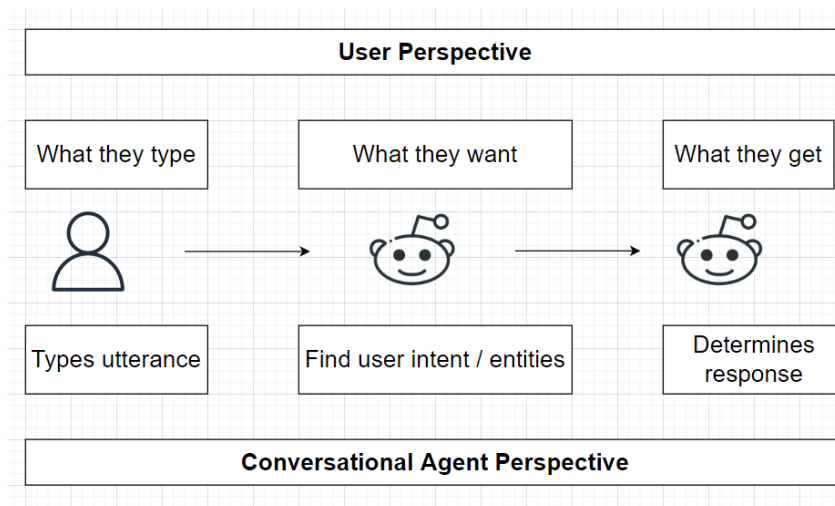 User Perspective
What they type
What they want
What they get
Types utterance
Find user intent / entities
Determines
response
Conversational Agent Perspective